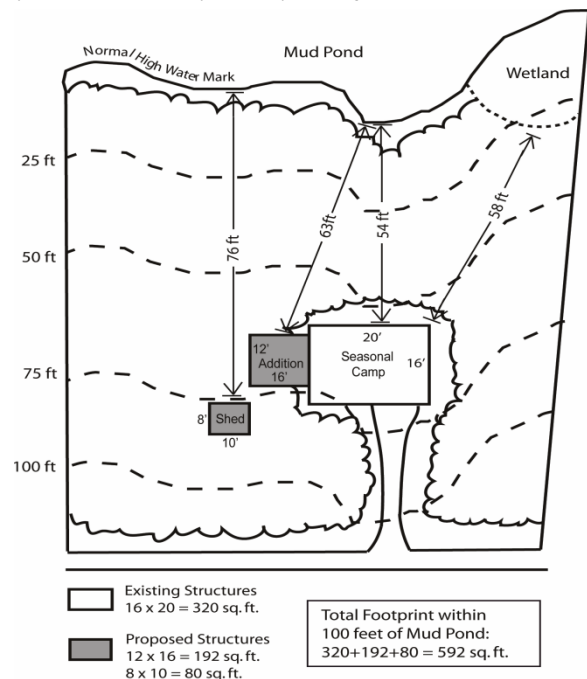 Mud Pond
Normal High Water Mark
Wetland
25 ft
50 ft
75 ft
100 ft
76 ft
63ft
54 ft
58 ft
12'
Addition
16'
20'
Seasonal
Camp
16'
8'
Shed
10'
Existing Structures
16 x 20 = 320 sq. ft.
Proposed Structures
12 x 16 = 192 sq. ft.
8 x 10 = 80 sq. ft.
Total Footprint within
100 feet of Mud Pond:
320+192+80 = 592 sq. ft.